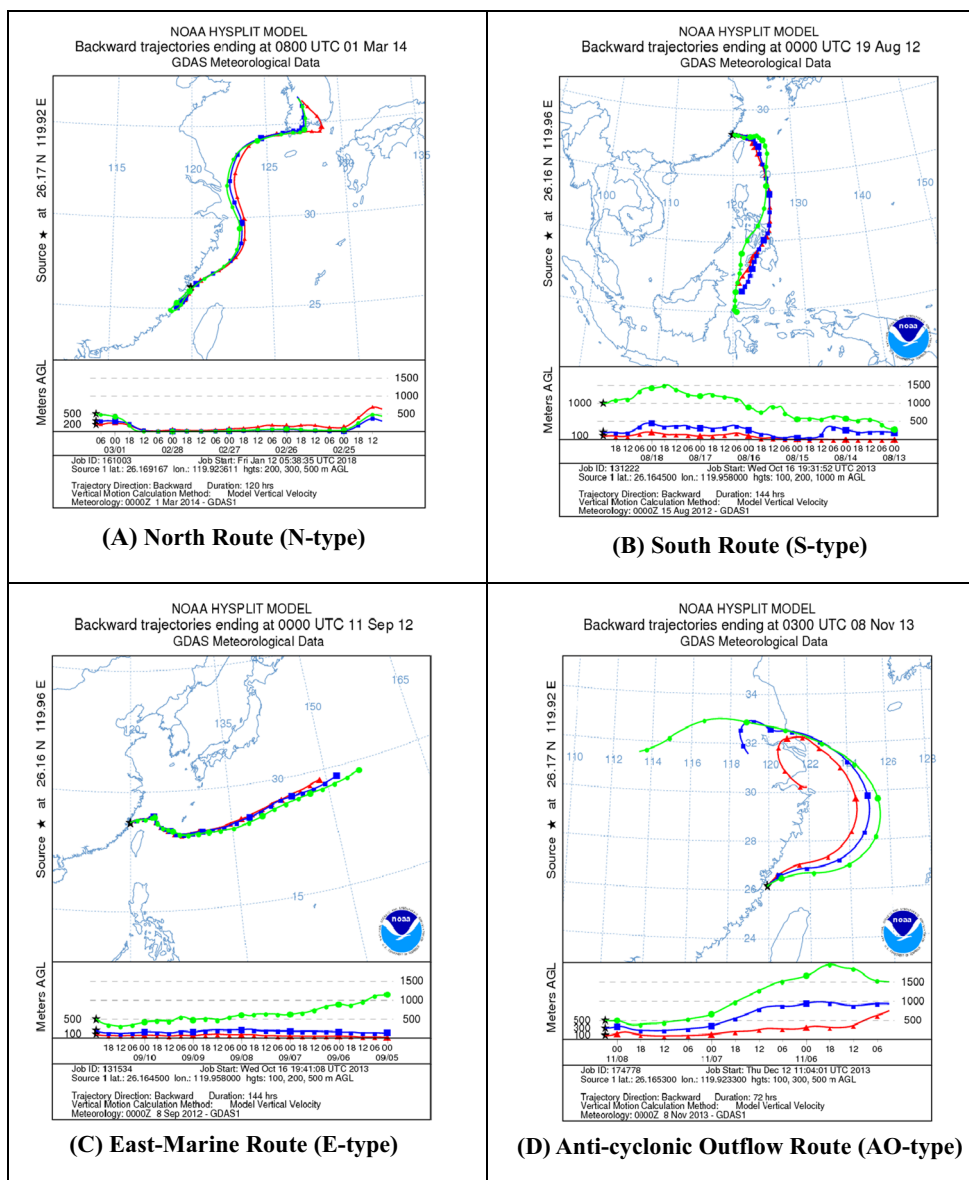 NOAA HYSPLIT MODEL
Backward trajectories ending at 0800 UTC 01 Mar 14
GDAS Meteorological Data
Source ★ at 26.17 N 119.92 E
115
120
125
130
135
30
25
Meters AGL
1500
1000
500
500
200
06 00 18 12 06 00 18 12 06 00 18 12 06 00 18 12 06 00 18 12
03/01 02/28 02/27 02/26 02/25
Job ID: 161003 Job Start: Fri Jan 12 05:38:35 UTC 2018
Source 1 lat.: 26.169167 lon.: 119.923611 hgts: 200, 300, 500 m AGL
Trajectory Direction: Backward Duration: 120 hrs
Vertical Motion Calculation Method: Model Vertical Velocity
Meteorology: 0000Z 1 Mar 2014 - GDAS1
(A) North Route (N-type)
NOAA HYSPLIT MODEL
Backward trajectories ending at 0000 UTC 19 Aug 12
GDAS Meteorological Data
Source ★ at 26.16 N 119.96 E
30
100
110
120
130
140
150
0
noaa
Meters AGL
1500
1000
1000
500
100
18 12 06 00 18 12 06 00 18 12 06 00 18 12 06 00 18 12 06 00 18 12 06 00
08/18 08/17 08/16 08/15 08/14 08/13
Job ID: 131222 Job Start: Wed Oct 16 19:31:52 UTC 2013
Source 1 lat.: 26.164500 lon.: 119.958000 hgts: 100, 200, 1000 m AGL
Trajectory Direction: Backward Duration: 144 hrs
Vertical Motion Calculation Method: Model Vertical Velocity
Meteorology: 0000Z 15 Aug 2012 - GDAS1
(B) South Route (S-type)
NOAA HYSPLIT MODEL
Backward trajectories ending at 0000 UTC 11 Sep 12
GDAS Meteorological Data
Source ★ at 26.16 N 119.96 E
165
120
135
150
30
15
noaa
Meters AGL
1500
1000
500
500
100
18 12 06 00 18 12 06 00 18 12 06 00 18 12 06 00 18 12 06 00 18 12 06 00
09/10 09/09 09/08 09/07 09/06 09/05
Job ID: 131534 Job Start: Wed Oct 16 19:41:08 UTC 2013
Source 1 lat.: 26.164500 lon.: 119.958000 hgts: 100, 200, 500 m AGL
Trajectory Direction: Backward Duration: 144 hrs
Vertical Motion Calculation Method: Model Vertical Velocity
Meteorology: 0000Z 8 Sep 2012 - GDAS1
(C) East-Marine Route (E-type)
NOAA HYSPLIT MODEL
Backward trajectories ending at 0300 UTC 08 Nov 13
GDAS Meteorological Data
Source ★ at 26.17 N 119.92 E
34
110
112
114
116
118
120
122
124
126
128
32
30
28
26
24
noaa
Meters AGL
1500
1000
500
500
300
100
00 18 12 06 00 18 12 06 00 18 12 06
11/08 11/07 11/06
Job ID: 174778 Job Start: Thu Dec 12 11:04:01 UTC 2013
Source 1 lat.: 26.165300 lon.: 119.923300 hgts: 100, 300, 500 m AGL
Trajectory Direction: Backward Duration: 72 hrs
Vertical Motion Calculation Method: Model Vertical Velocity
Meteorology: 0000Z 8 Nov 2013 - GDAS1
(D) Anti-cyclonic Outflow Route (AO-type)